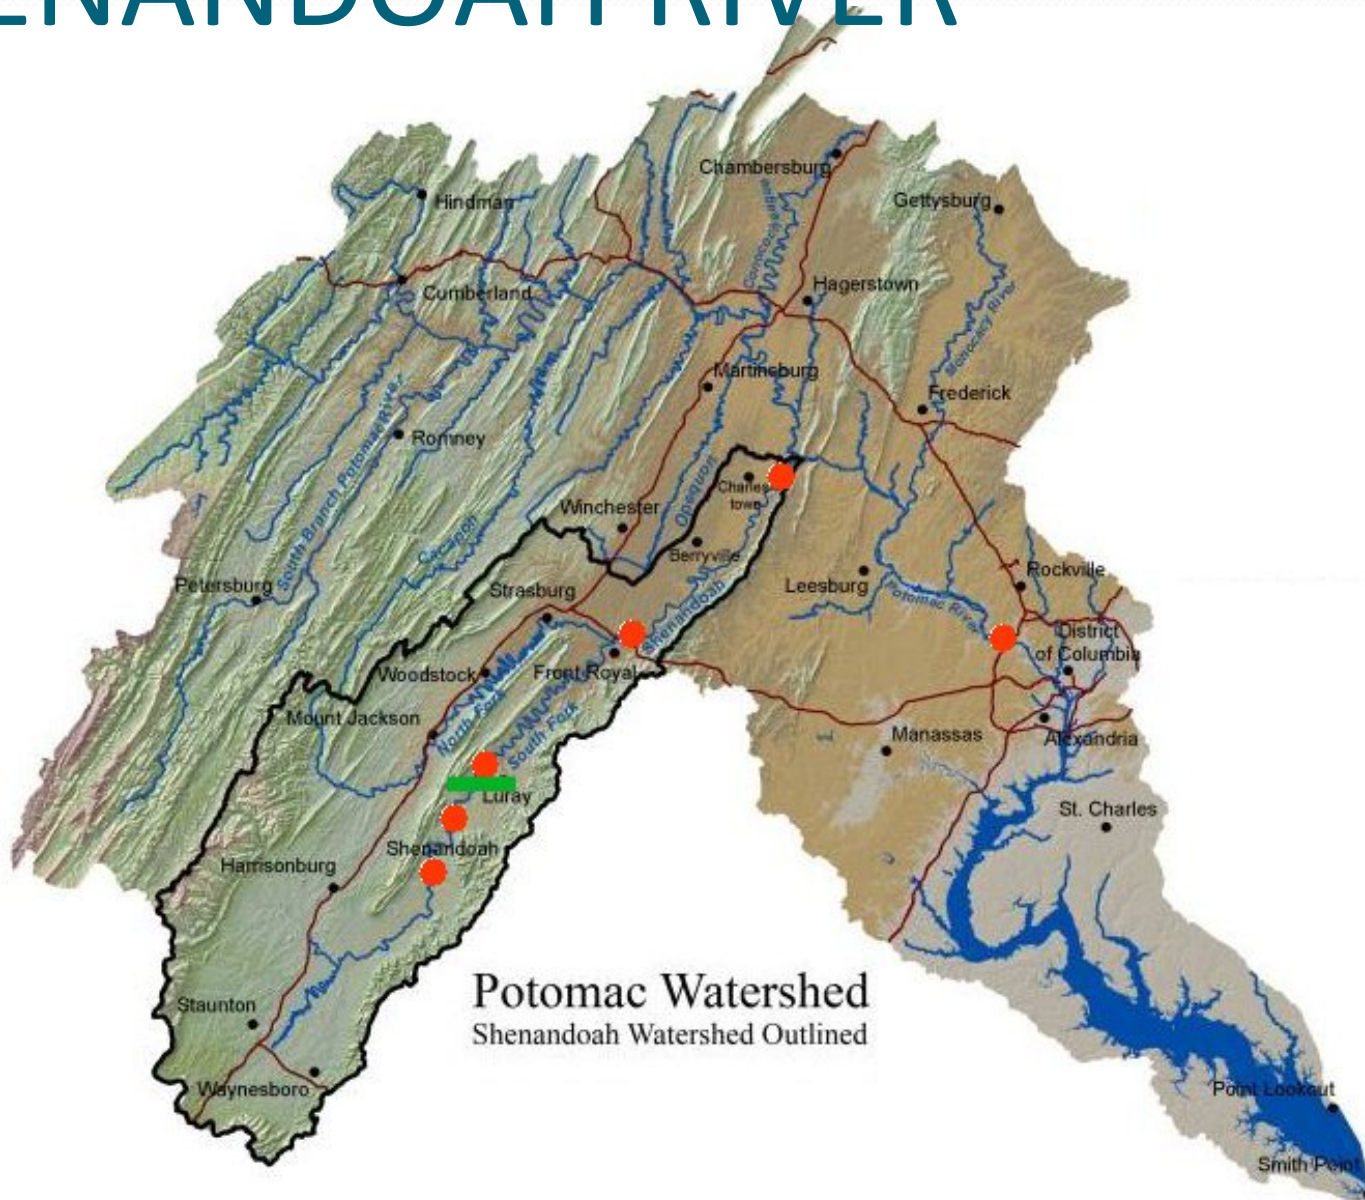 ENANDOAH RIVER
Chambersburg
Gettysburg
Hindman
Hagerstown
Cumberland
Monocacy River
Martinsburg
Frederick
Romney
South Branch Potomac River
Opequon
Charles
town
Winchester
Cacapon
Berryville
Petersburg
Strasburg
Leesburg
Rockville
Potomac River
Shenandoah
District
of Columbia
Woodstock
Front Royal
Mount Jackson
North Fork
South Fork
Manassas
Alexandria
Luray
St. Charles
Shenandoah
Harrisonburg
Potomac Watershed
Shenandoah Watershed Outlined
Staunton
Waynesboro
Point Lookout
Smith Point